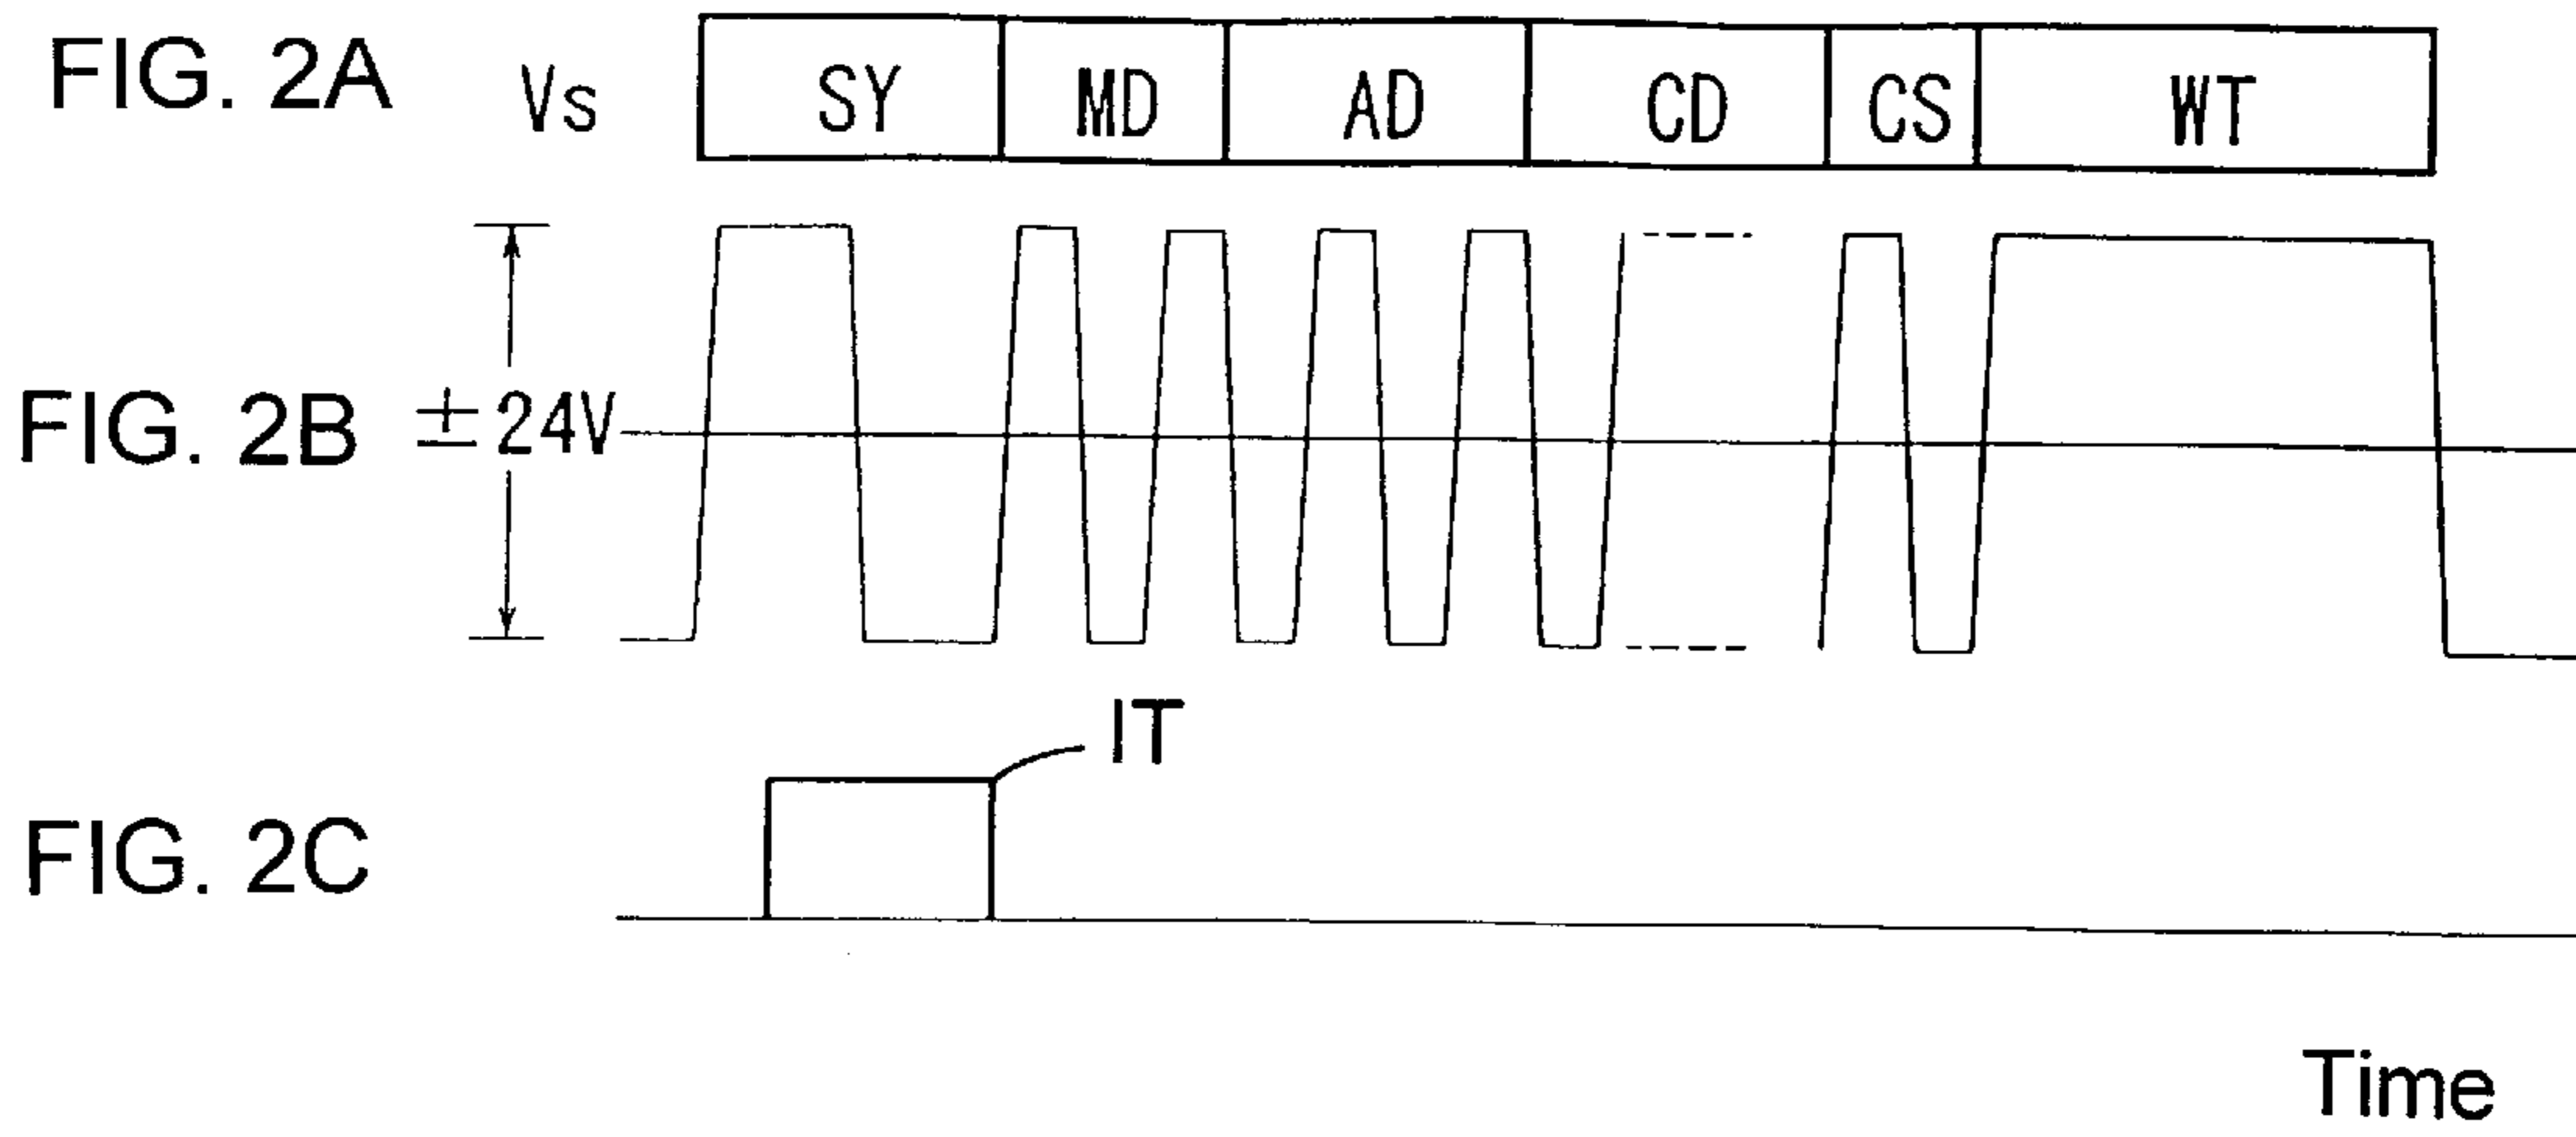 FIG. 2A Vs SY MD AD CD CS WT
FIG. 2B ±24V
IT
FIG. 2C
Time